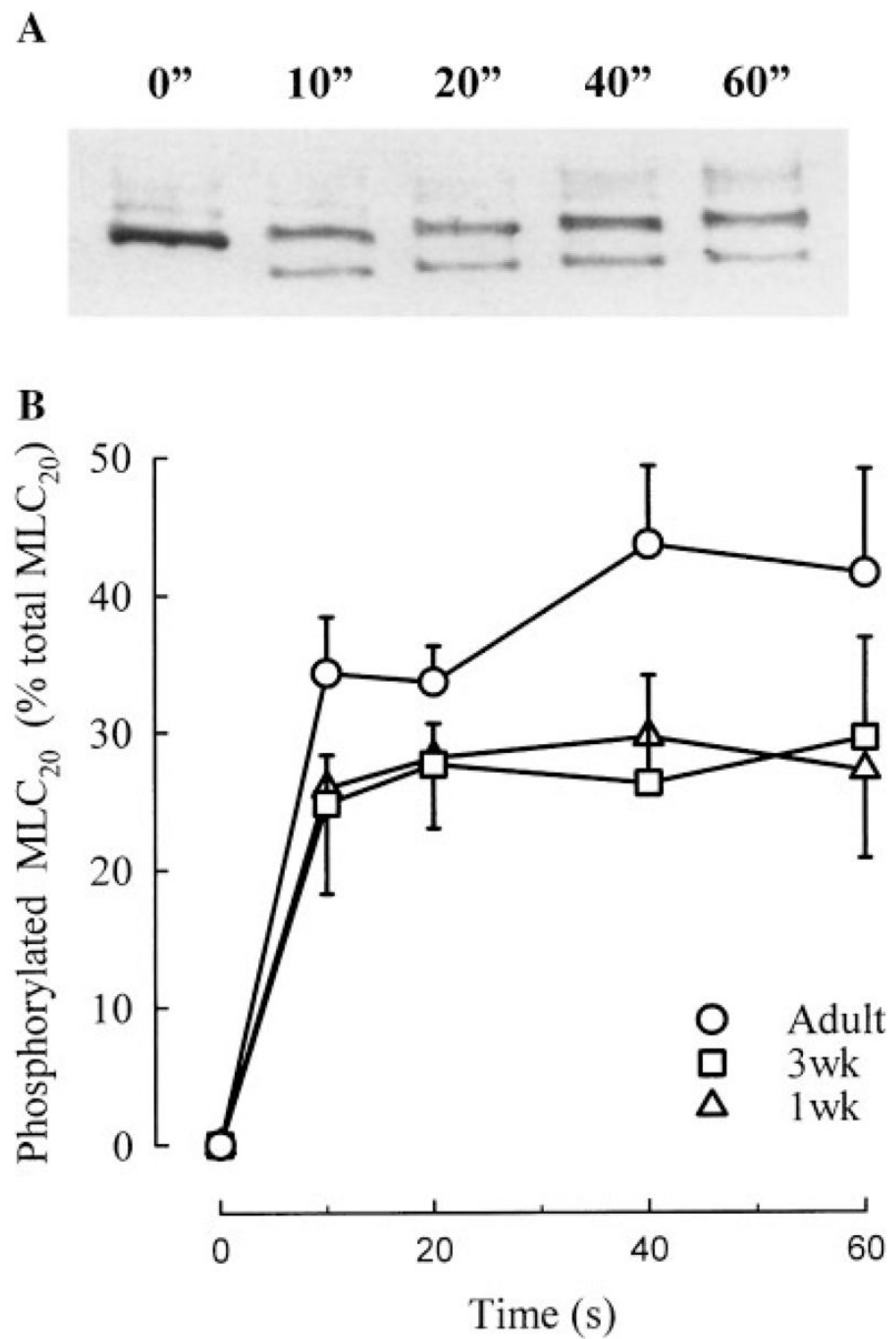 A
0” 10” 20” 40” 60”
B
Phosphorylated MLC20 (% total MLC20)
50
40
30
20
10
0
Adult
3wk
1wk
0 20 40 60
Time (s)